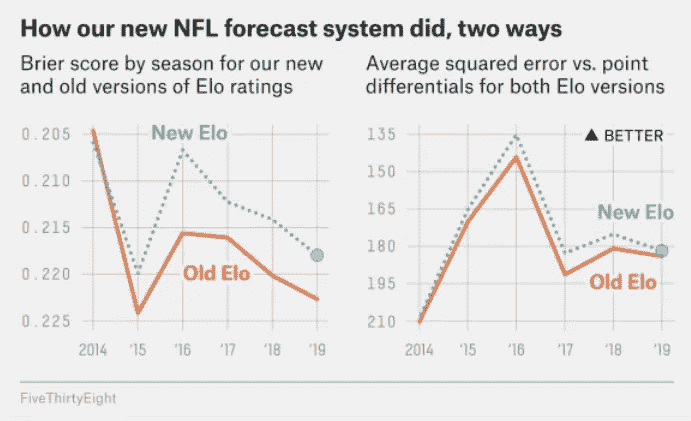 How our new NFL forecast system did, two ways
Brier score by season for our new
and old versions of Elo ratings
0.205
0.210
0.215
0.220
0.225
New Elo
Old Elo
2014 '15 '16 '17 '18 '19
Average squared error vs. point
differentials for both Elo versions
135
150
165
180
195
210
▲ BETTER
New Elo
Old Elo
2014 '15 '16 '17 '18 '19
FiveThirtyEight